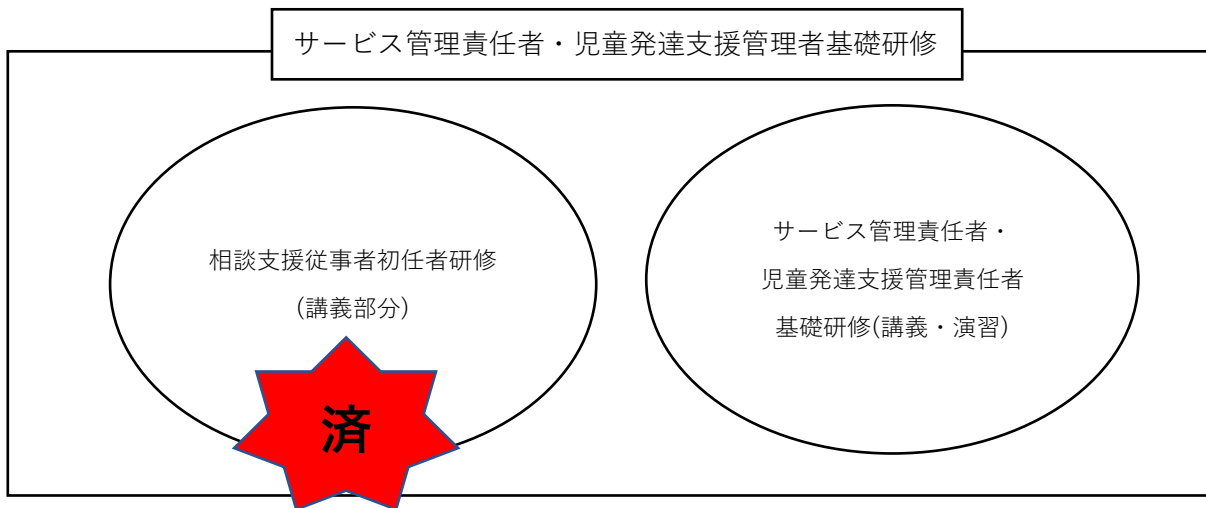 サービス管理責任者・児童発達支援管理者基礎研修
相談支援従事者初任者研修
(講義部分)
済
サービス管理責任者・
児童発達支援管理責任者
基礎研修(講義・演習)